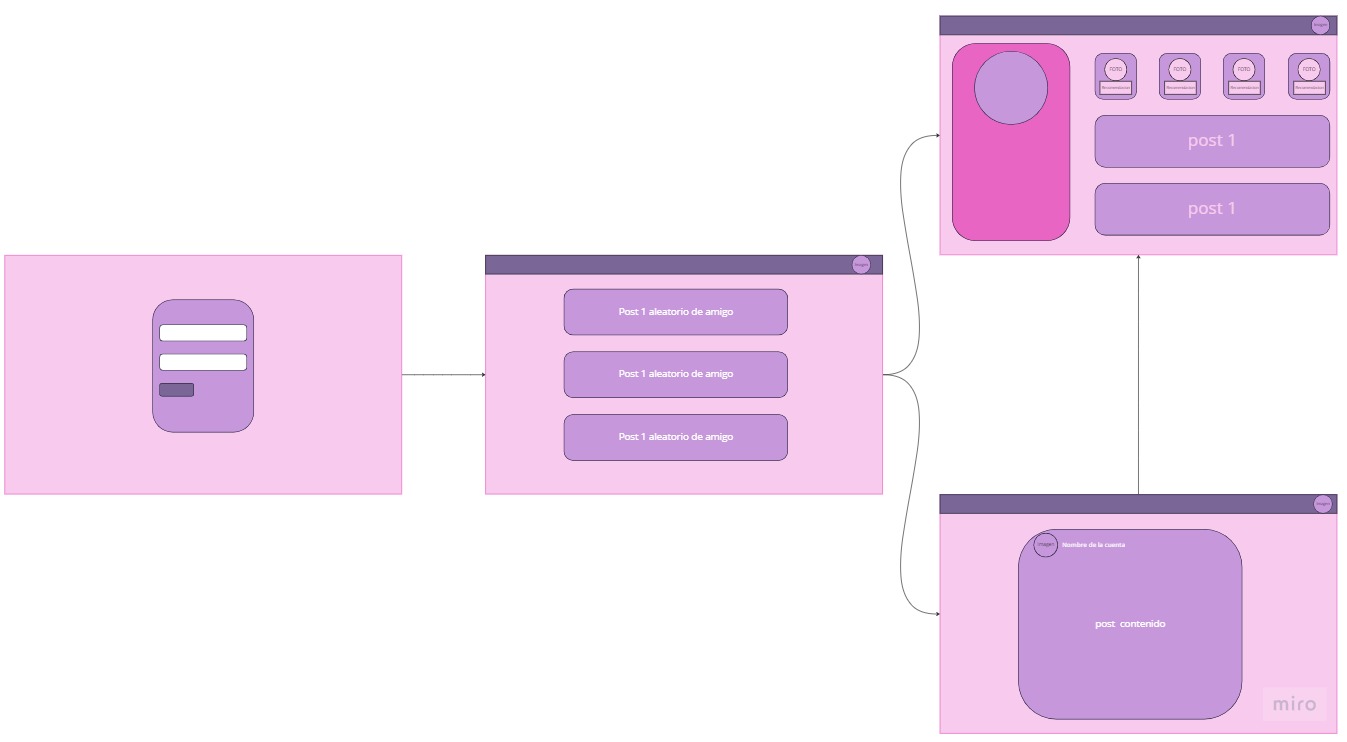 Imagen
FOTO
FOTO
FOTO
FOTO
Recomendacion
Recomendacion
Recomendacion
Recomendacion
post 1
post 1
Imagen
Post 1 aleatorio de amigo
Post 1 aleatorio de amigo
Post 1 aleatorio de amigo
Imagen
Imagen
Nombre de la cuenta
post contenido
miro